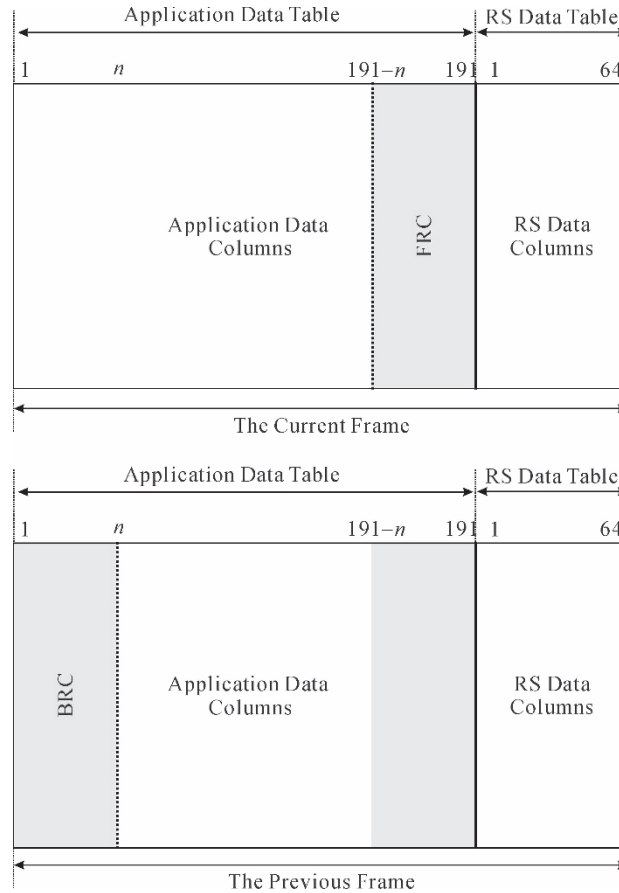 Application Data Table RS Data Table
1 n 191–n 191 1 64
Application Data
Columns
FRC
RS Data
Columns
The Current Frame
Application Data Table RS Data Table
1 n 191–n 191 1 64
BRC
Application Data
Columns
RS Data
Columns
The Previous Frame